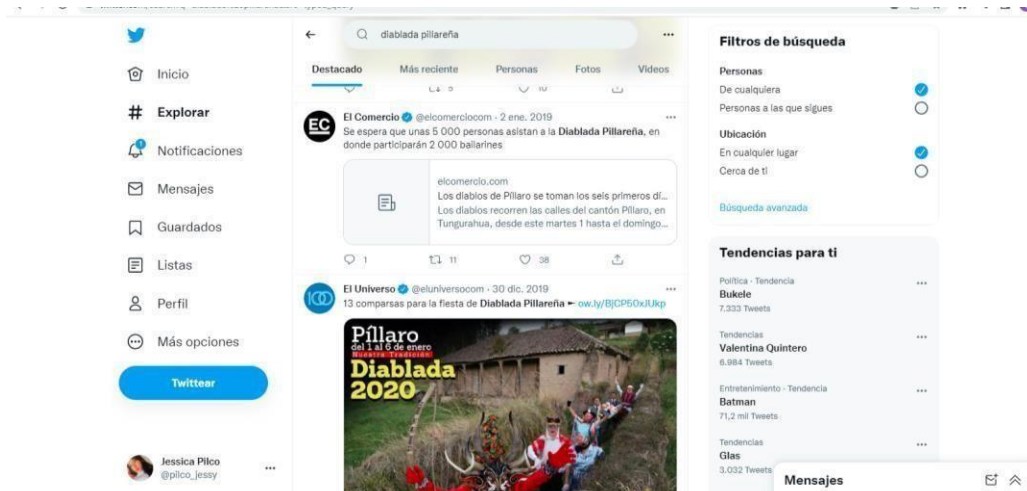 diablada pillareña
Inicio
Explorar
Notificaciones
1
Mensajes
Guardados
Listas
Perfil
Más opciones
Twittear
Jessica Pilco
@pilco_jessy
Destacado Más reciente Personas Fotos Videos
5 10
EC
El Comercio @elcomerciocom · 2 ene. 2019
Se espera que unas 5 000 personas asistan a la Diablada Pillareña, en
donde participarán 2 000 bailarines
elcomercio.com
Los diablos de Píllaro se toman los seis primeros dí...
Los diablos recorren las calles del cantón Píllaro, en
Tungurahua, desde este martes 1 hasta el domingo...
1 11 38
El Universo @eluniversocom · 30 dic. 2019
13 comparsas para la fiesta de Diablada Pillareña ►
Píllaro
del 1 al 6 de enero
Nuestra Tradición
Diablada
2020
Filtros de búsqueda
Personas
De cualquiera
Personas a las que sigues
Ubicación
En cualquier lugar
Cerca de ti
Búsqueda avanzada
Tendencias para ti
Política · Tendencia
Bukele
7.333 Tweets
Tendencias
Valentina Quintero
6.984 Tweets
Entretenimiento · Tendencia
Batman
71,2 mil Tweets
Tendencias
Glas
3.032 Tweets
Mensajes